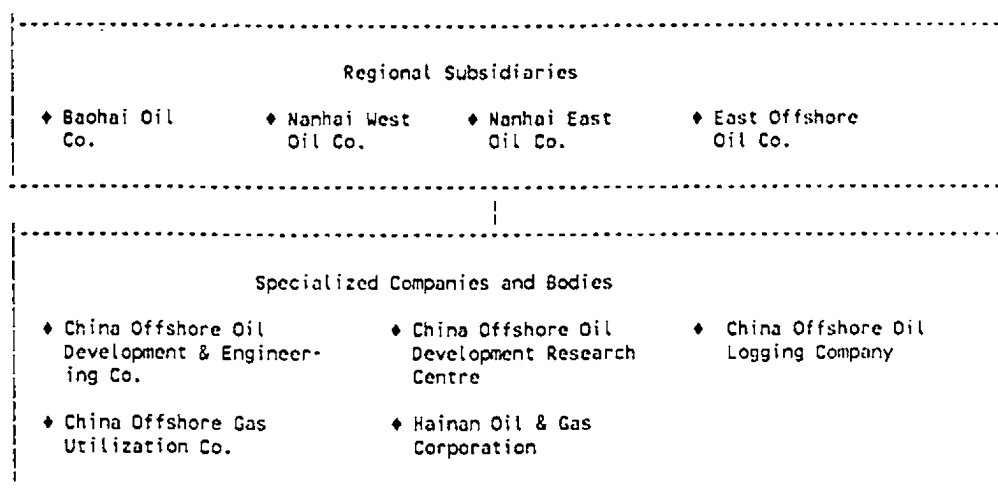 Regional Subsidiaries
♦ Baohai Oil Co.
♦ Nanhai West Oil Co.
♦ Nanhai East Oil Co.
♦ East Offshore Oil Co.
Specialized Companies and Bodies
♦ China Offshore Oil
Development & Engineer-
ing Co.
♦ China Offshore Oil
Development Research
Centre
♦ China Offshore Oil
Logging Company
♦ China Offshore Gas
Utilization Co.
♦ Hainan Oil & Gas
Corporation